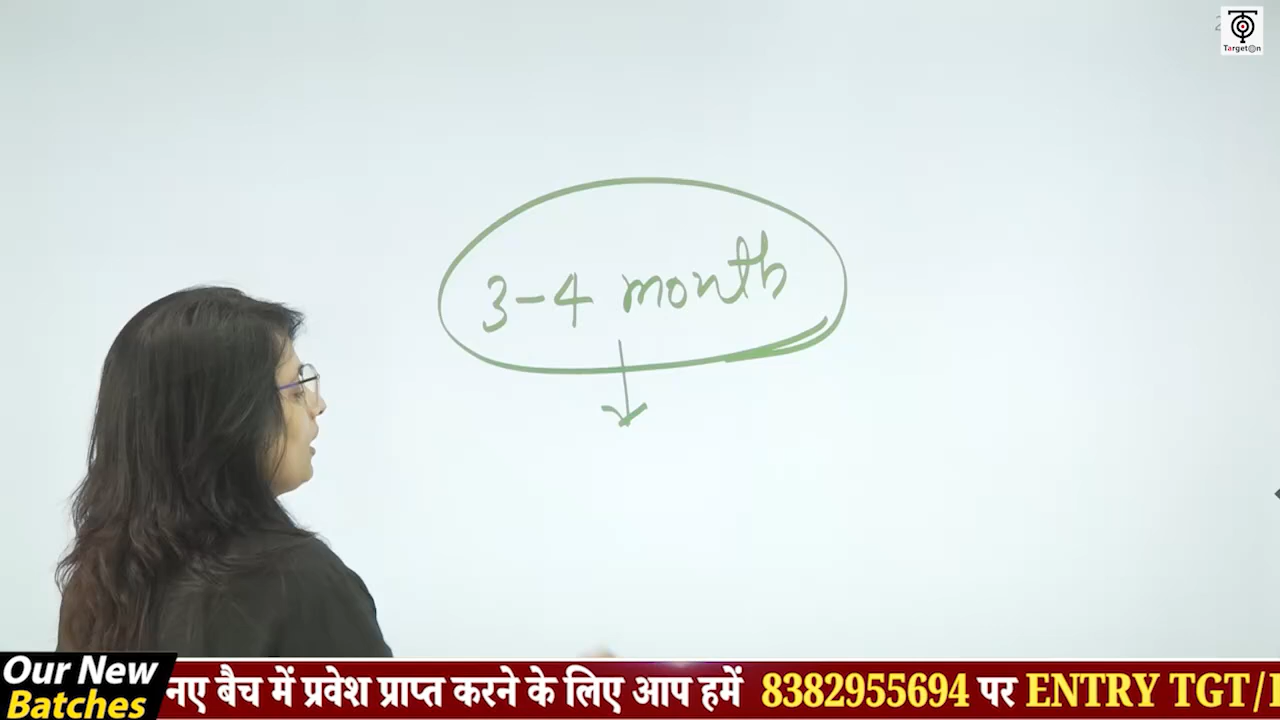 TargetOn
3-4 month
Our New
Batches
नए बैच में प्रवेश प्राप्त करने के लिए आप हमें 8382955694 पर ENTRY TGT/